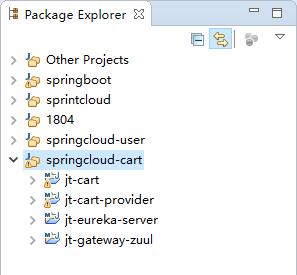 Package Explorer
Other Projects
springboot
sprintcloud
1804
springcloud-user
springcloud-cart
jt-cart
jt-cart-provider
jt-eureka-server
jt-gateway-zuul